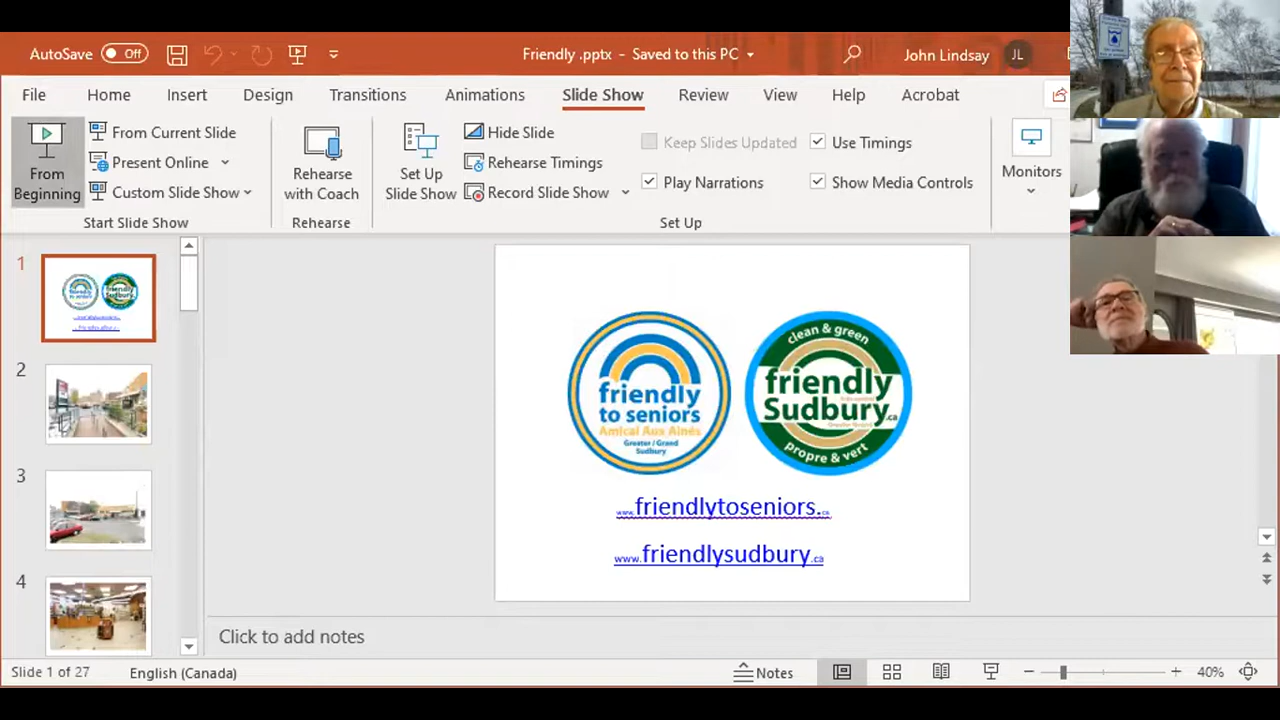 AutoSave Off
Friendly .pptx - Saved to this PC
John Lindsay JL
File Home Insert Design Transitions Animations Slide Show Review View Help Acrobat
From Beginning
From Current Slide
Present Online
Custom Slide Show
Start Slide Show
Rehearse with Coach
Rehearse
Set Up Slide Show
Hide Slide
Rehearse Timings
Record Slide Show
Keep Slides Updated
Play Narrations
Use Timings
Show Media Controls
Set Up
Monitors
1
2
3
4
friendly
to seniors
Amical Aux Aînés
Greater / Grand
Sudbury
clean & green
friendly
Sudbury.ca
propre & vert
www.friendlytoseniors.ca
www.friendlysudbury.ca
Click to add notes
Slide 1 of 27
English (Canada)
Notes
40%